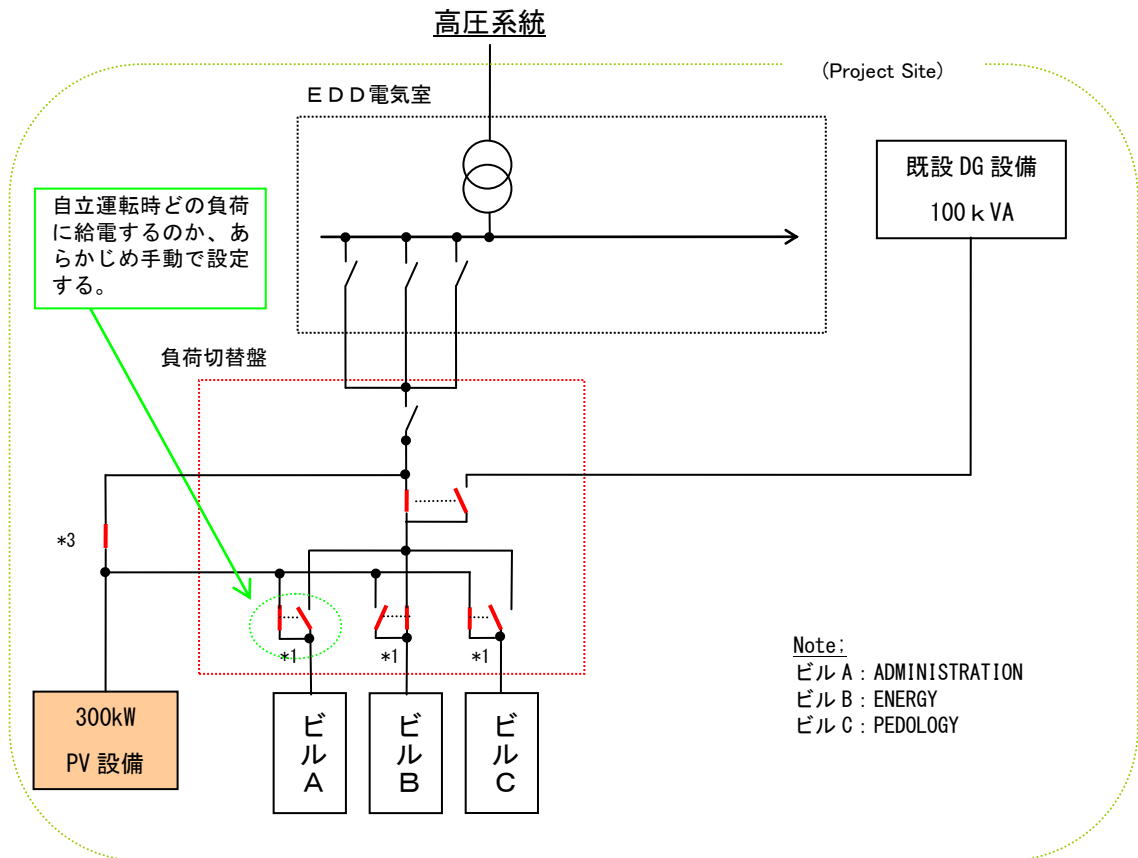 高圧系統
(Project Site)
ＥＤＤ電気室
既設 DG 設備
100ｋVA
自立運転時どの負荷
に給電するのか、あ
らかじめ手動で設定
する。
負荷切替盤
*3
*1
*1
*1
Note;
ビル A：ADMINISTRATION
ビル B：ENERGY
ビル C：PEDOLOGY
300kW
PV 設備
ビルＡ
ビルＢ
ビルＣ